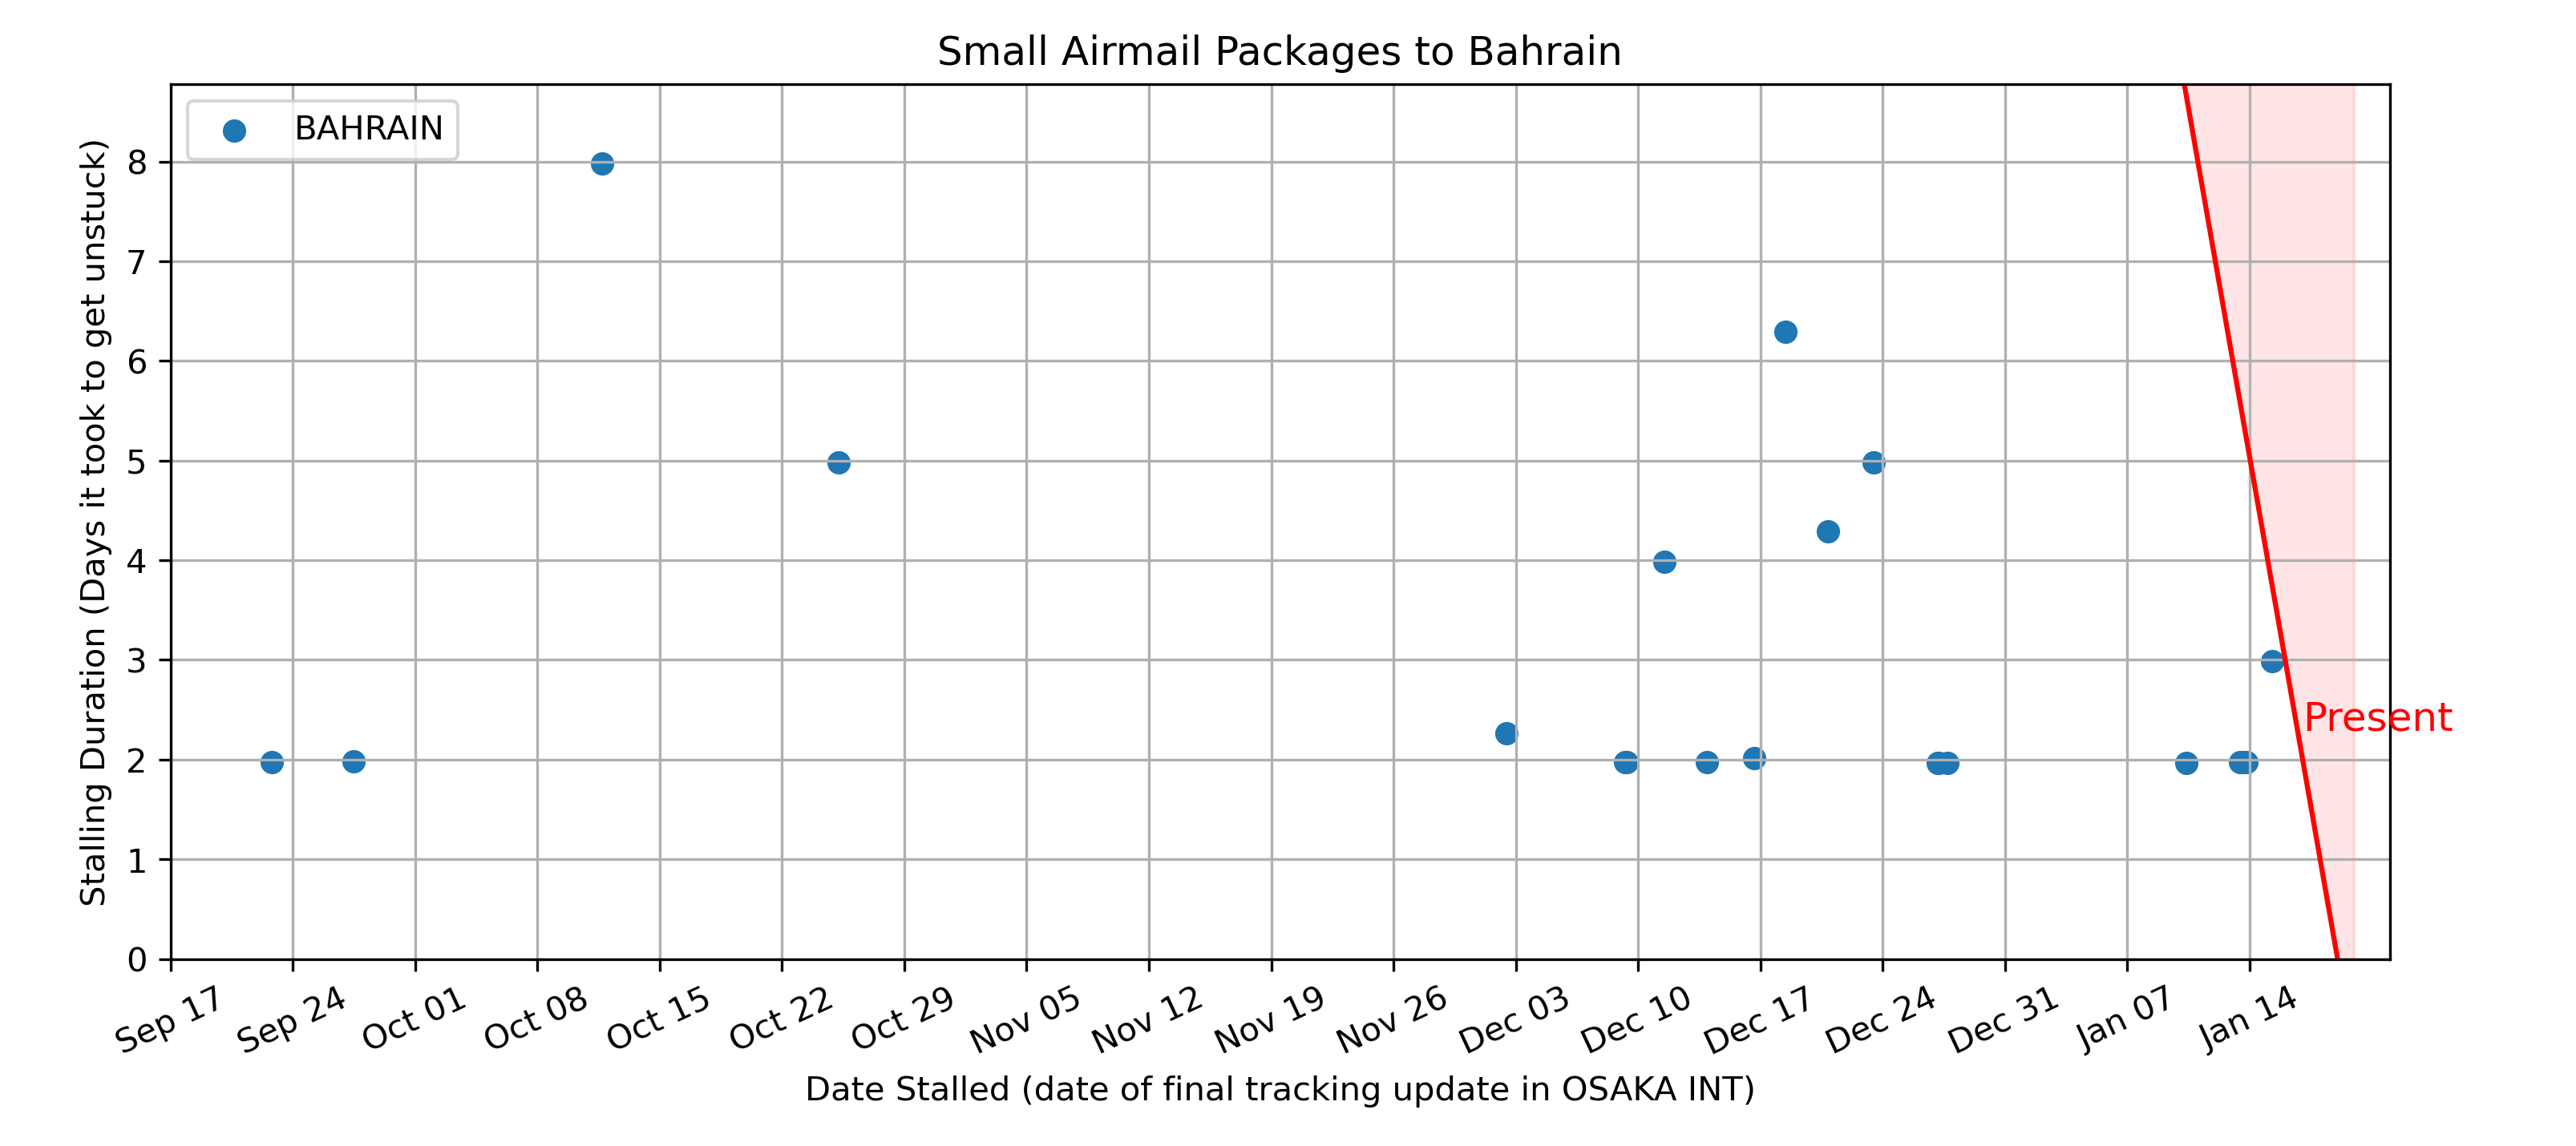 Small Airmail Packages to Bahrain
BAHRAIN
Stalling Duration (Days it took to get unstuck)
8
7
6
5
4
3
2
1
0
Present
Sep 17
Sep 24
Oct 01
Oct 08
Oct 15
Oct 22
Oct 29
Nov 05
Nov 12
Nov 19
Nov 26
Dec 03
Dec 10
Dec 17
Dec 24
Dec 31
Jan 07
Jan 14
Date Stalled (date of final tracking update in OSAKA INT)